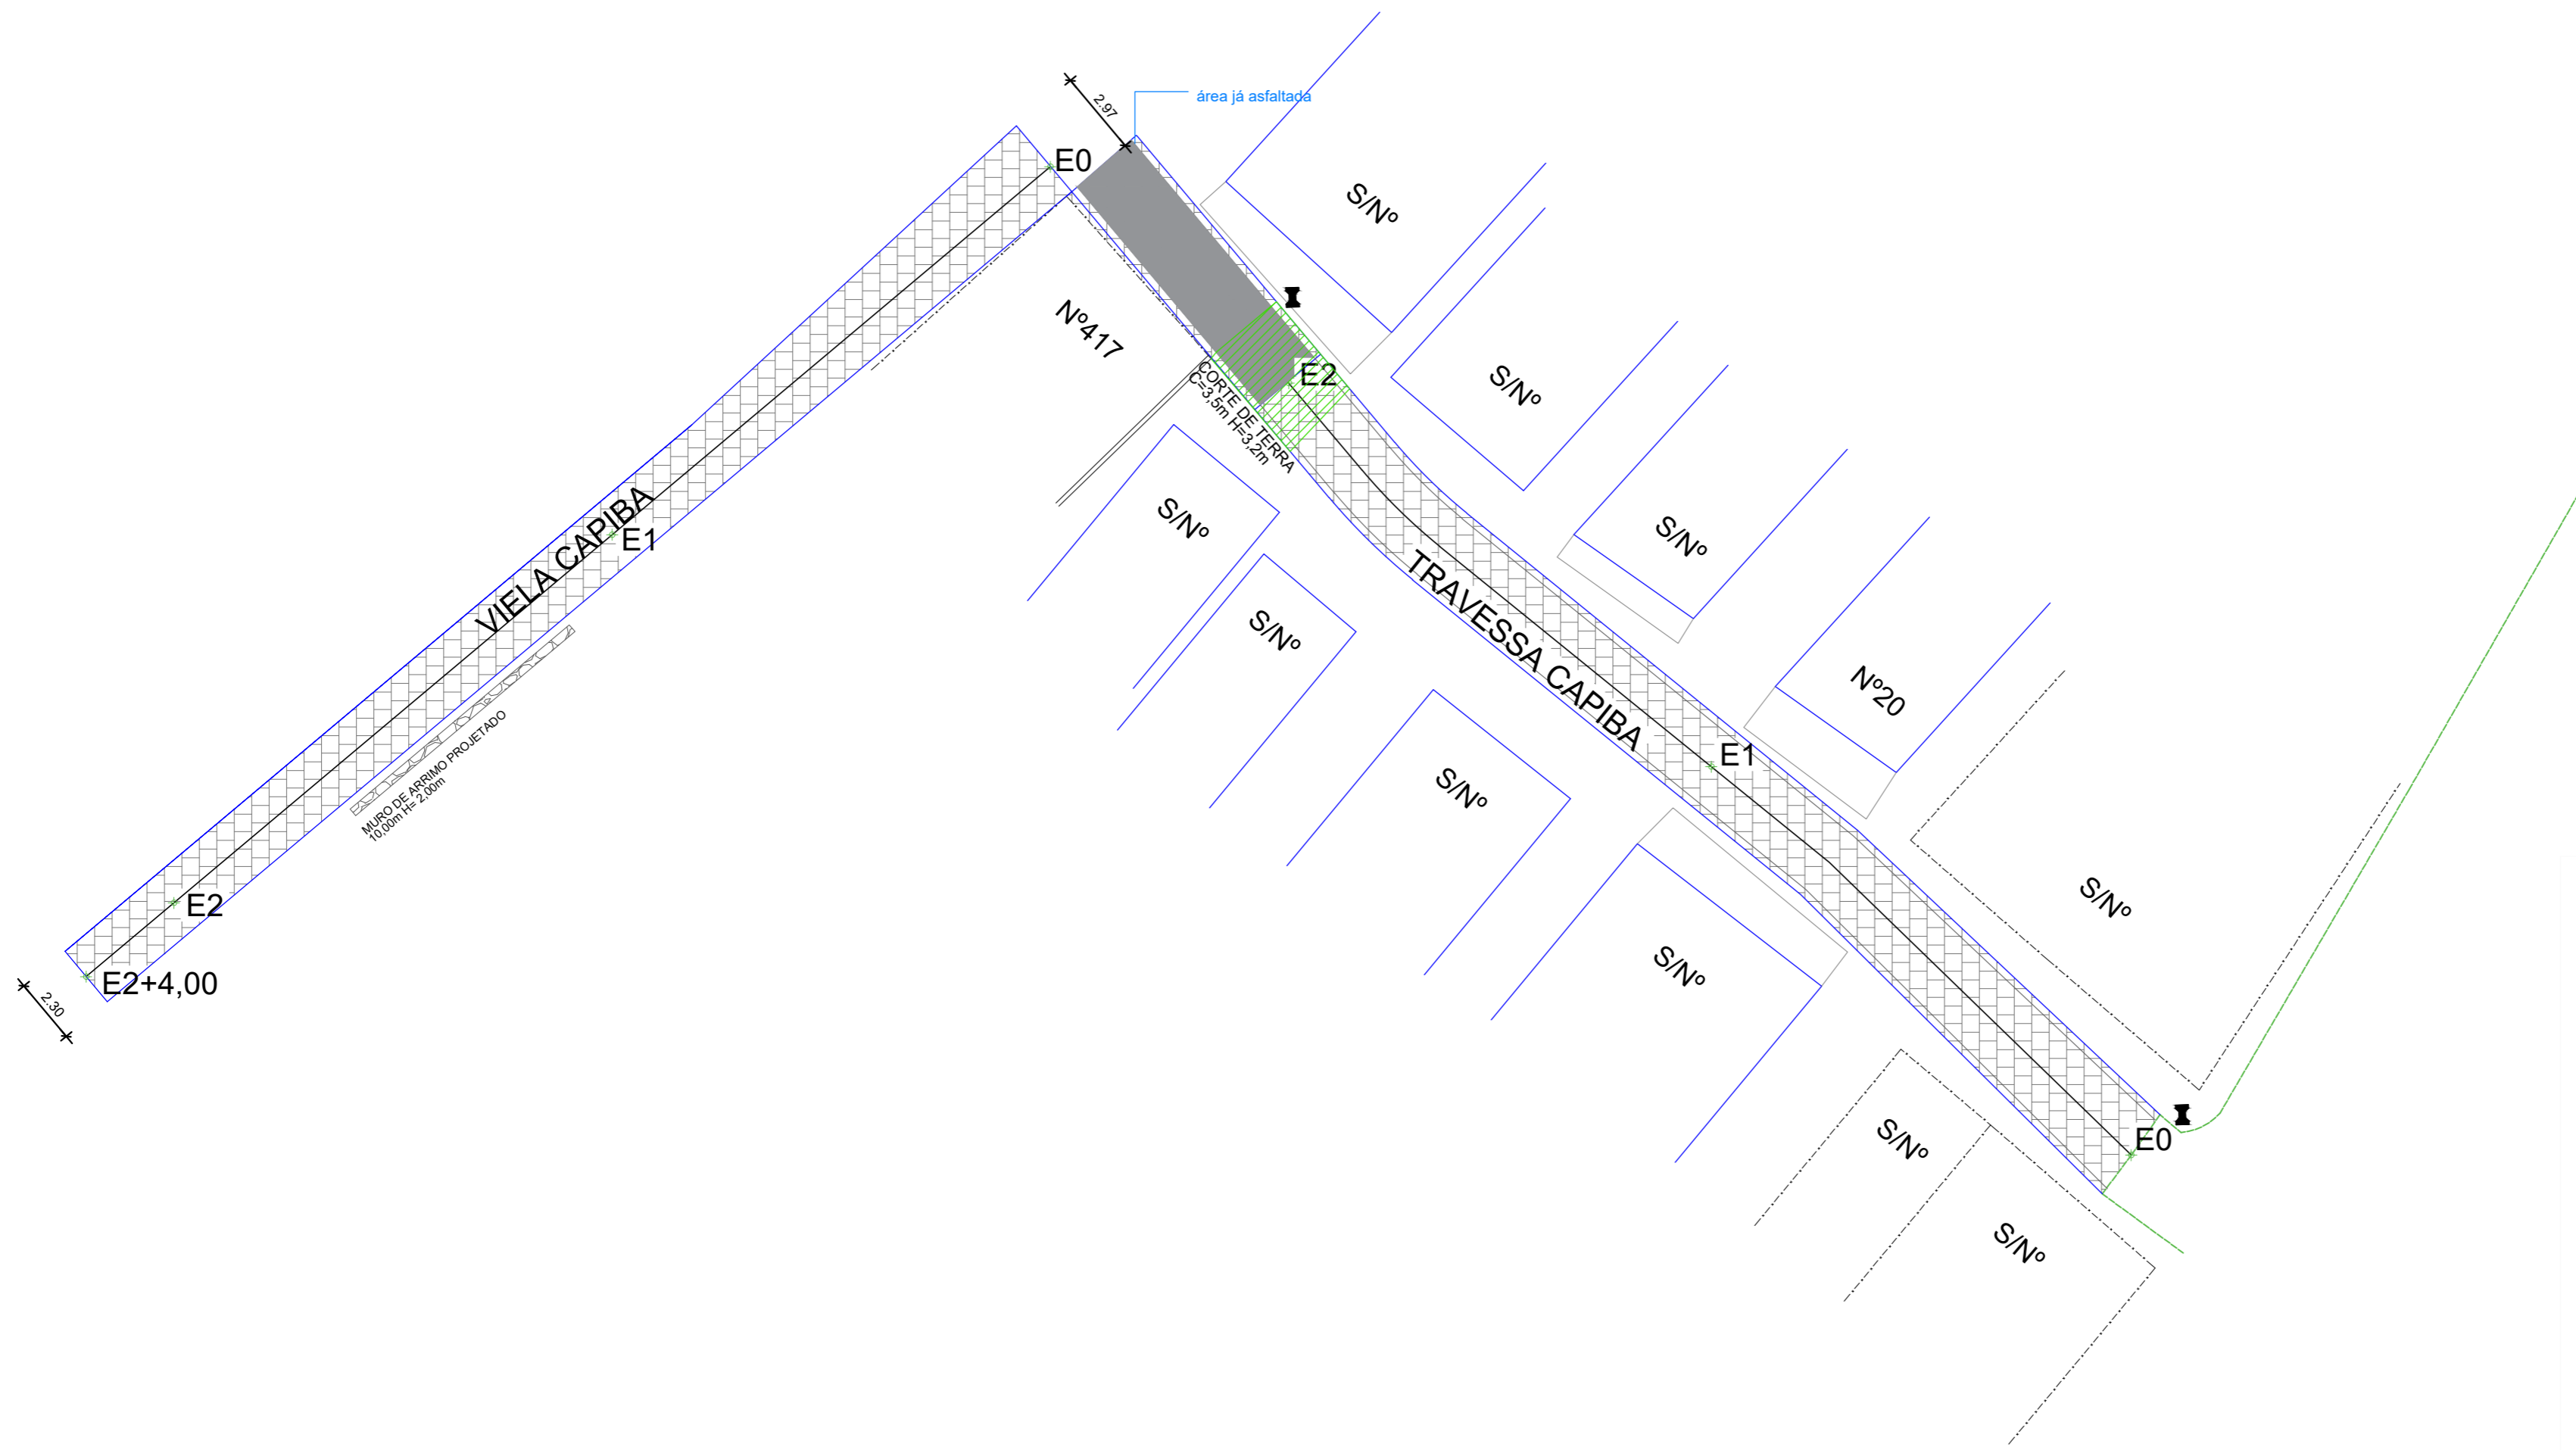 2.97
área já asfaltada
E0
S/Nº
Nº417
E2
S/Nº
CORTE DE TERRA
C=3,5m H=3,2m
S/Nº
S/Nº
VIELA CAPIBA
E1
S/Nº
TRAVESSA CAPIBA
Nº20
E1
S/Nº
MURO DE ARRIMO PROJETADO
10,00m H= 2,00m
E2
S/Nº
S/Nº
E2+4,00
2.30
S/Nº
E0
S/Nº